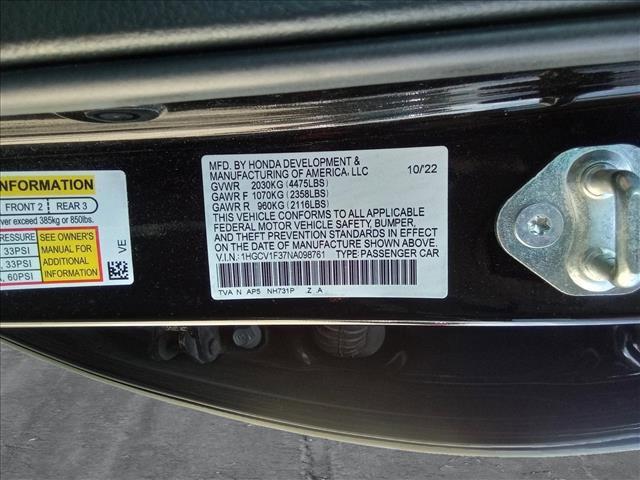 INFORMATION
FRONT 2 REAR 3
er exceed 385kg or 850lbs.
PRESSURE
33PSI
, 33PSI
A, 60PSI
SEE OWNER'S
MANUAL FOR
ADDITIONAL
INFORMATION
VE
MFD. BY HONDA DEVELOPMENT &
MANUFACTURING OF AMERICA, LLC 10/22
GVWR 2030KG (4475LBS)
GAWR F 1070KG (2358LBS)
GAWR R 960KG (2116LBS)
THIS VEHICLE CONFORMS TO ALL APPLICABLE
FEDERAL MOTOR VEHICLE SAFETY, BUMPER,
AND THEFT PREVENTION STANDARDS IN EFFECT
ON THE DATE OF MANUFACTURE SHOWN ABOVE.
V.I.N.: 1HGCV1F37NA098761 TYPE: PASSENGER CAR
TVA N AP5 NH731P Z A